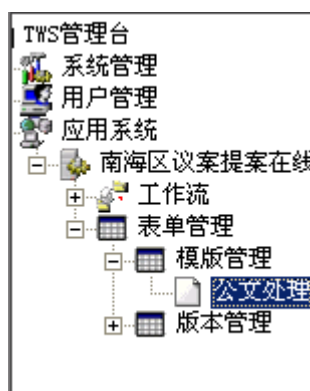 TWS管理台
系统管理
用户管理
应用系统
南海区议案提案在线
工作流
表单管理
模版管理
公文处理
版本管理